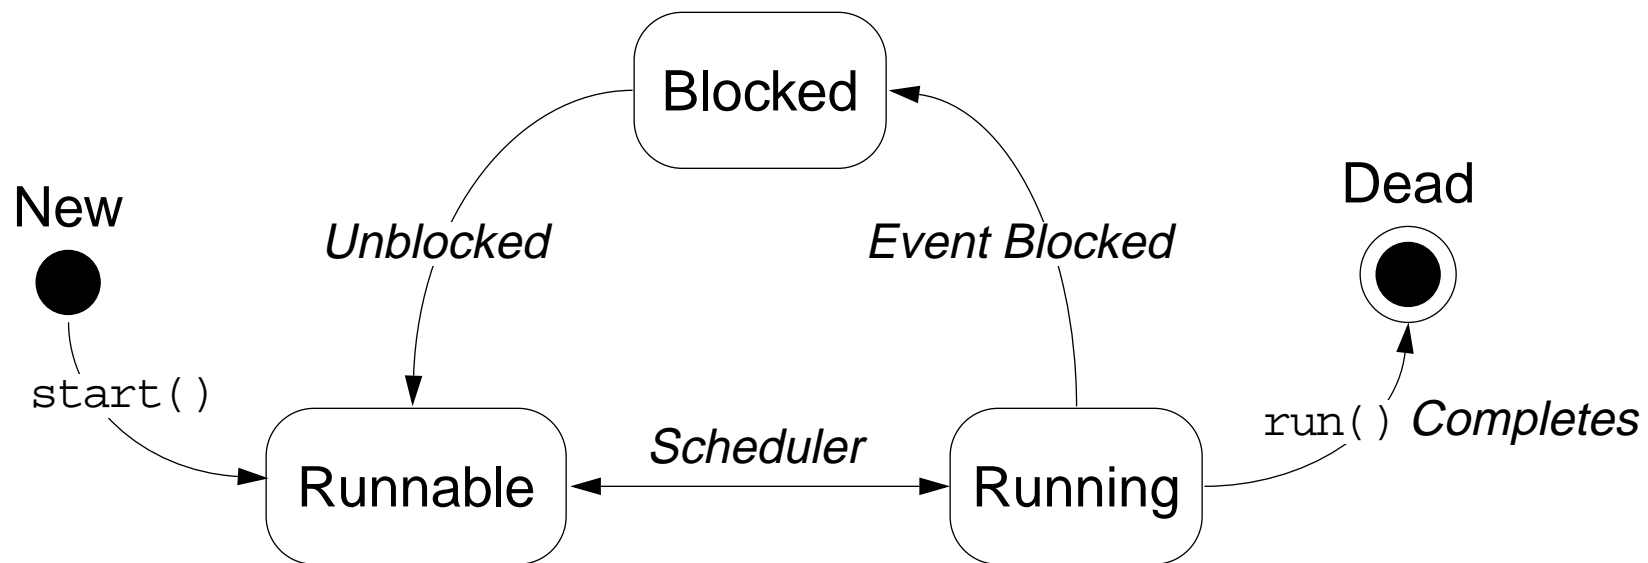 Blocked
New
Dead
Unblocked
Event Blocked
start()
run() Completes
Scheduler
Runnable
Running